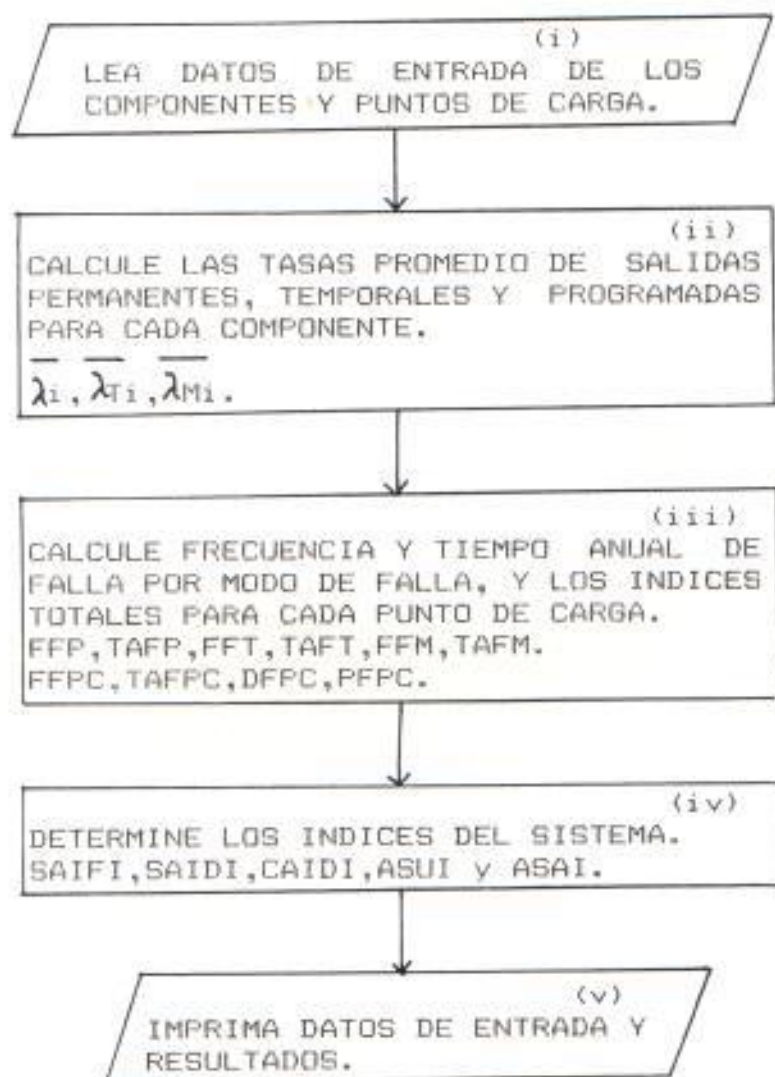 (i)
LEA DATOS DE ENTRADA DE LOS
COMPONENTES Y PUNTOS DE CARGA.
(ii)
CALCULE LAS TASAS PROMEDIO DE SALIDAS
PERMANENTES, TEMPORALES Y PROGRAMADAS
PARA CADA COMPONENTE.
λ̅i, λ̅Ti, λ̅Mi.
(iii)
CALCULE FRECUENCIA Y TIEMPO ANUAL DE
FALLA POR MODO DE FALLA, Y LOS INDICES
TOTALES PARA CADA PUNTO DE CARGA.
FFP,TAFP,FFT,TAFT,FFM,TAFM.
FFPC,TAFPC,DFPC,PFPC.
(iv)
DETERMINE LOS INDICES DEL SISTEMA.
SAIFI,SAIDI,CAIDI,ASUI y ASAI.
(v)
IMPRIMA DATOS DE ENTRADA Y
RESULTADOS.